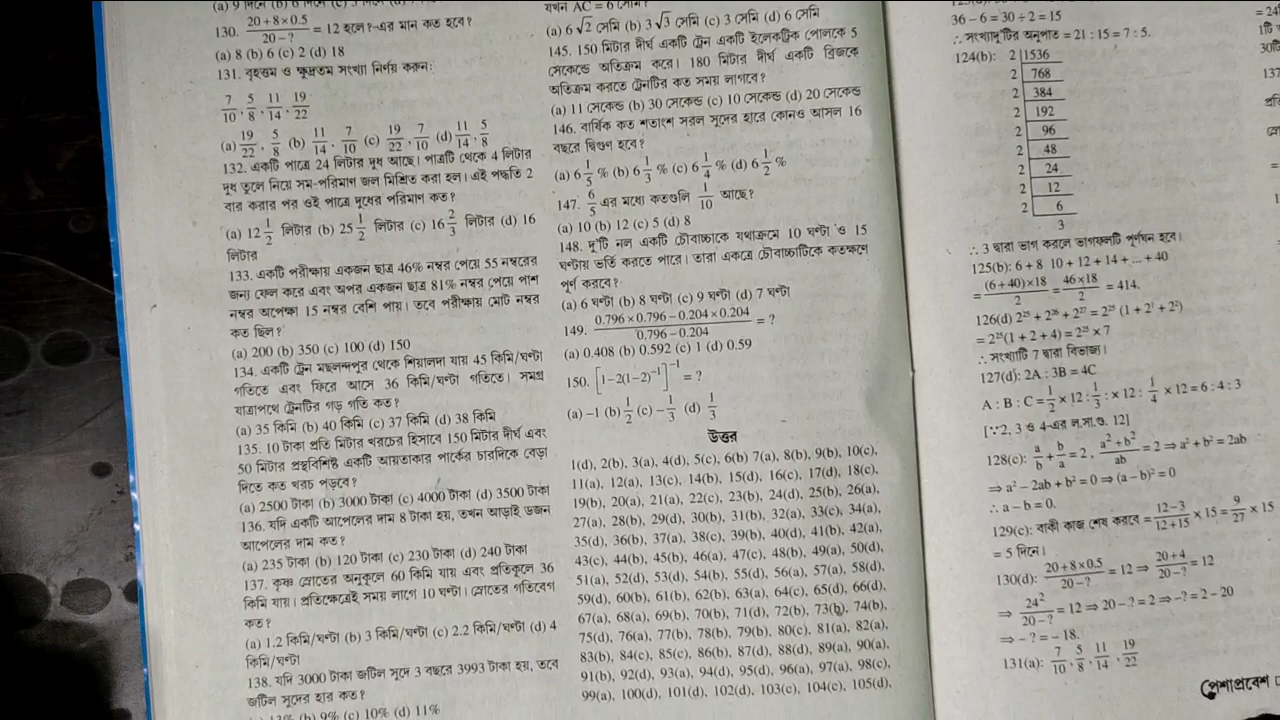 130. (20+8×0.5)/(20−?) = 12 হলে ?-এর মান কত হবে?
(a) 8 (b) 6 (c) 2 (d) 18
131. বৃহত্তম ও ক্ষুদ্রতম সংখ্যা নির্ণয় করুন:
7/10, 5/8, 11/14, 19/22
(a) 19/22, 5/8 (b) 11/14, 7/10 (c) 19/22, 7/10 (d) 11/14, 5/8
132. একটি পাত্রে 24 লিটার দুধ আছে। পাত্রটি থেকে 4 লিটার
দুধ তুলে নিয়ে সম-পরিমাণ জল মিশ্রিত করা হল। এই পদ্ধতি 2
বার করার পর ওই পাত্রে দুধের পরিমাণ কত?
(a) 12 1/2 লিটার (b) 25 1/2 লিটার (c) 16 2/3 লিটার (d) 16
লিটার
133. একটি পরীক্ষায় একজন ছাত্র 46% নম্বর পেয়ে 55 নম্বরের
জন্য ফেল করে এবং অপর একজন ছাত্র 81% নম্বর পেয়ে পাশ
নম্বর অপেক্ষা 15 নম্বর বেশি পায়। তবে পরীক্ষায় মোট নম্বর
কত ছিল?
(a) 200 (b) 350 (c) 100 (d) 150
134. একটি ট্রেন মছলন্দপুর থেকে শিয়ালদা যায় 45 কিমি/ঘণ্টা
গতিতে এবং ফিরে আসে 36 কিমি/ঘণ্টা গতিতে। সমগ্র
যাত্রাপথে ট্রেনটির গড় গতি কত?
(a) 35 কিমি (b) 40 কিমি (c) 37 কিমি (d) 38 কিমি
135. 10 টাকা প্রতি মিটার খরচের হিসাবে 150 মিটার দীর্ঘ এবং
50 মিটার প্রস্থবিশিষ্ট একটি আয়তাকার পার্কের চারদিকে বেড়া
দিতে কত খরচ পড়বে?
(a) 2500 টাকা (b) 3000 টাকা (c) 4000 টাকা (d) 3500 টাকা
136. যদি একটি আপেলের দাম 8 টাকা হয়, তখন আড়াই ডজন
আপেলের দাম কত?
(a) 235 টাকা (b) 120 টাকা (c) 230 টাকা (d) 240 টাকা
137. কৃষ্ণ স্রোতের অনুকূলে 60 কিমি যায় এবং প্রতিকূলে 36
কিমি যায়। প্রতিক্ষেত্রেই সময় লাগে 10 ঘণ্টা। স্রোতের গতিবেগ
কত?
(a) 1.2 কিমি/ঘণ্টা (b) 3 কিমি/ঘণ্টা (c) 2.2 কিমি/ঘণ্টা (d) 4
কিমি/ঘণ্টা
138. যদি 3000 টাকা জটিল সুদে 3 বছরে 3993 টাকা হয়, তবে
জটিল সুদের হার কত?
(b) 9% (c) 10% (d) 11%
যখন AC = 6 সেমি?
(a) 6√2 সেমি (b) 3√3 সেমি (c) 3 সেমি (d) 6 সেমি
145. 150 মিটার দীর্ঘ একটি ট্রেন একটি ইলেকট্রিক পোলকে 5
সেকেন্ডে অতিক্রম করে। 180 মিটার দীর্ঘ একটি ব্রিজকে
অতিক্রম করতে ট্রেনটির কত সময় লাগবে?
(a) 11 সেকেন্ড (b) 30 সেকেন্ড (c) 10 সেকেন্ড (d) 20 সেকেন্ড
146. বার্ষিক কত শতাংশ সরল সুদের হারে কোনও আসল 16
বছরে দ্বিগুণ হবে?
(a) 6 1/5 % (b) 6 1/3 % (c) 6 1/4 % (d) 6 1/2 %
147. 6/5 এর মধ্যে কতগুলি 1/10 আছে?
(a) 10 (b) 12 (c) 5 (d) 8
148. দু'টি নল একটি চৌবাচ্চাকে যথাক্রমে 10 ঘণ্টা ও 15
ঘণ্টায় ভর্তি করতে পারে। তারা একত্রে চৌবাচ্চাটিকে কতক্ষণে
পূর্ণ করবে?
(a) 6 ঘণ্টা (b) 8 ঘণ্টা (c) 9 ঘণ্টা (d) 7 ঘণ্টা
149. (0.796×0.796−0.204×0.204)/(0.796−0.204) = ?
(a) 0.408 (b) 0.592 (c) 1 (d) 0.59
150. [1−2(1−2)⁻¹]⁻¹ = ?
(a) −1 (b) 1/2 (c) −1/3 (d) 1/3
উত্তর
1(d), 2(b), 3(a), 4(d), 5(c), 6(b) 7(a), 8(b), 9(b), 10(c),
11(a), 12(a), 13(c), 14(b), 15(d), 16(c), 17(d), 18(c),
19(b), 20(a), 21(a), 22(c), 23(b), 24(d), 25(b), 26(a),
27(a), 28(b), 29(d), 30(b), 31(b), 32(a), 33(c), 34(a),
35(d), 36(b), 37(a), 38(c), 39(b), 40(d), 41(b), 42(a),
43(c), 44(b), 45(b), 46(a), 47(c), 48(b), 49(a), 50(d),
51(a), 52(d), 53(d), 54(b), 55(d), 56(a), 57(a), 58(d),
59(d), 60(b), 61(b), 62(b), 63(a), 64(c), 65(d), 66(d),
67(a), 68(a), 69(b), 70(b), 71(d), 72(b), 73(b), 74(b),
75(d), 76(a), 77(b), 78(b), 79(b), 80(c), 81(a), 82(a),
83(b), 84(c), 85(c), 86(b), 87(d), 88(d), 89(a), 90(a),
91(b), 92(d), 93(a), 94(d), 95(d), 96(a), 97(a), 98(c),
99(a), 100(d), 101(d), 102(d), 103(c), 104(c), 105(d),
36 − 6 = 30 ÷ 2 = 15
∴ সংখ্যাদু'টির অনুপাত = 21 : 15 = 7 : 5.
124(b): 2 | 1536
2 | 768
2 | 384
2 | 192
2 | 96
2 | 48
2 | 24
2 | 12
2 | 6
3
∴ 3 দ্বারা ভাগ করলে ভাগফলটি পূর্ণঘন হবে।
125(b): 6 + 8 10 + 12 + 14 + ... + 40
= (6+40)×18/2 = 46×18/2 = 414.
126(d) 2²⁵ + 2²⁶ + 2²⁷ = 2²⁵ (1 + 2¹ + 2²)
= 2²⁵(1 + 2 + 4) = 2²⁵ × 7
∴ সংখ্যাটি 7 দ্বারা বিভাজ্য।
127(d): 2A : 3B = 4C
A : B : C = 1/2 × 12 : 1/3 : × 12 : 1/4 × 12 = 6 : 4 : 3
[∵ 2, 3 ও 4-এর ল.সা.গু. 12]
128(c): a/b + b/a = 2, (a²+b²)/ab = 2 ⇒ a² + b² = 2ab
⇒ a² − 2ab + b² = 0 ⇒ (a − b)² = 0
∴ a − b = 0.
129(c): বাকী কাজ শেষ করবে = (12−3)/(12+15) × 15 = 9/27 × 15
= 5 দিনে।
130(d): (20+8×0.5)/(20−?) = 12 ⇒ (20+4)/(20−?) = 12
⇒ 24²/(20−?) = 12 ⇒ 20 − ? = 2 ⇒ −? = 2 − 20
⇒ − ? = − 18.
131(a): 7/10, 5/8, 11/14, 19/22
পেশাপ্রবেশ